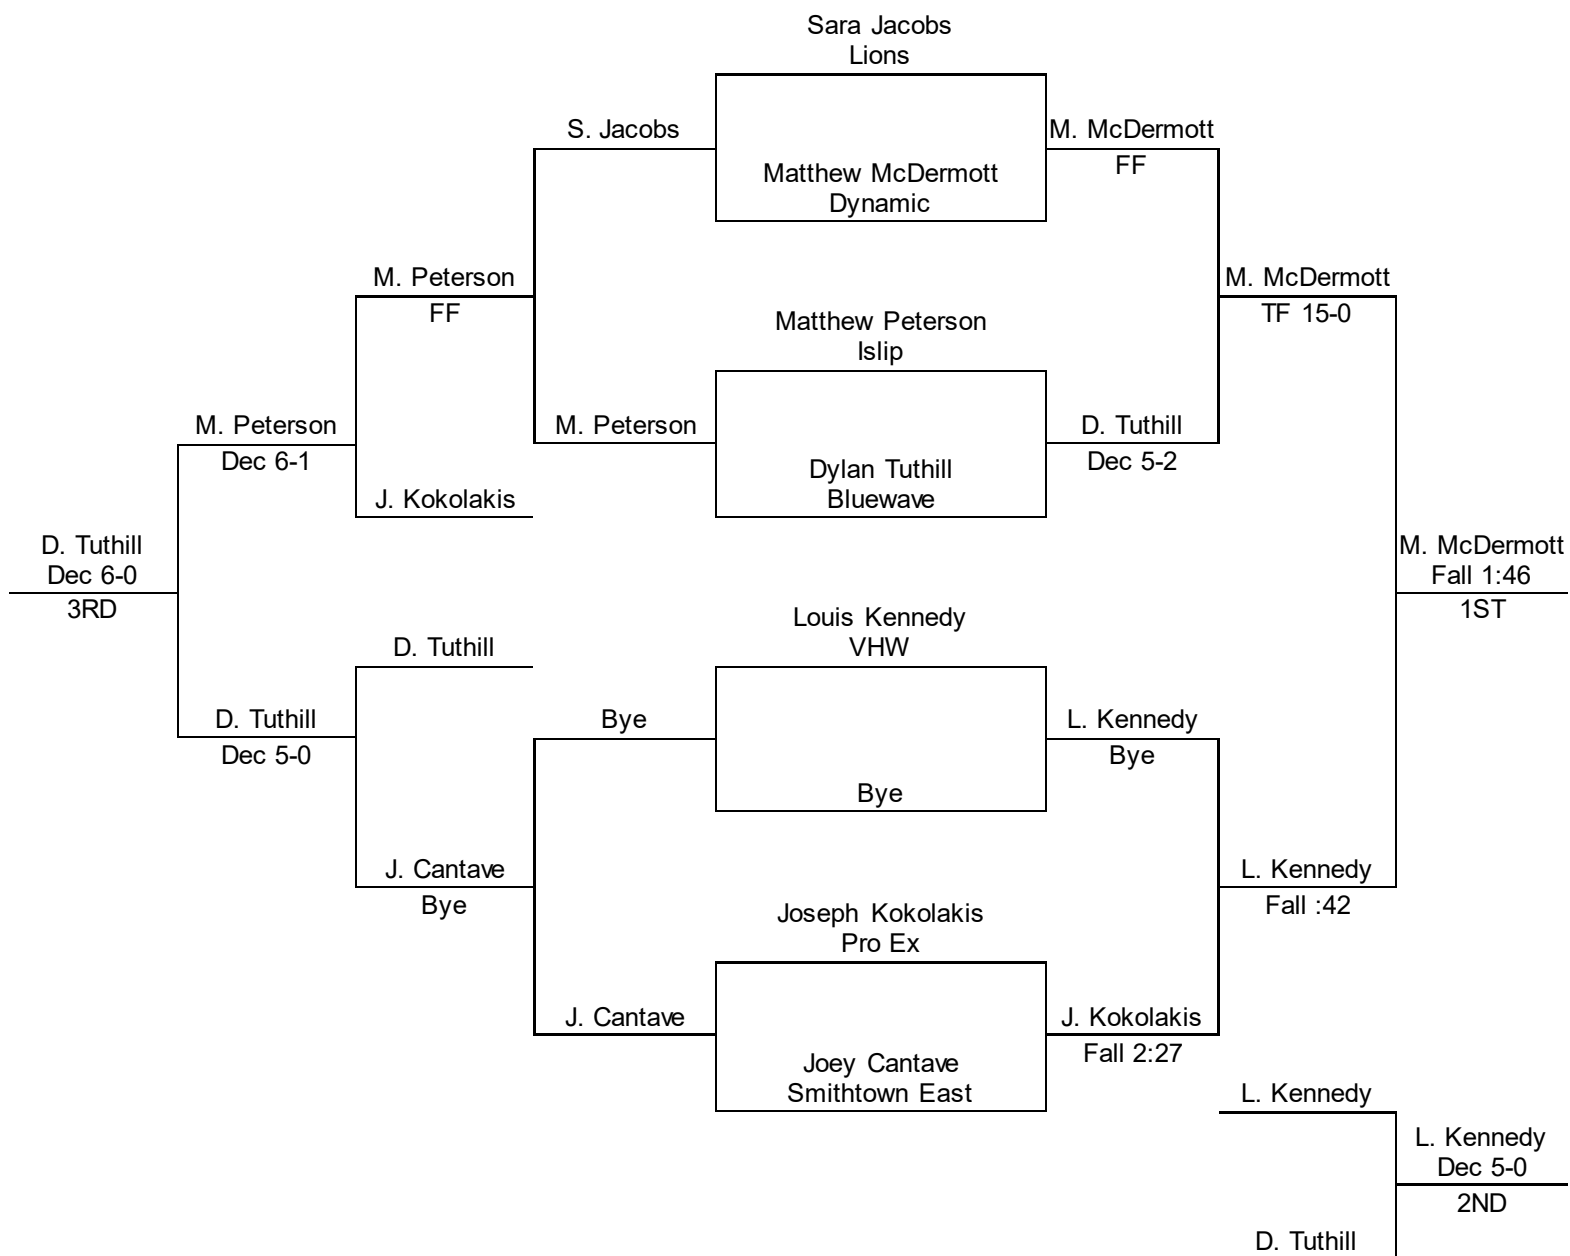 Sara Jacobs
Lions
S. Jacobs
M. McDermott
FF
Matthew McDermott
Dynamic
M. Peterson
FF
M. McDermott
TF 15-0
Matthew Peterson
Islip
M. Peterson
Dec 6-1
M. Peterson
D. Tuthill
Dec 5-2
Dylan Tuthill
Bluewave
J. Kokolakis
D. Tuthill
Dec 6-0
3RD
M. McDermott
Fall 1:46
1ST
Louis Kennedy
VHW
D. Tuthill
D. Tuthill
Dec 5-0
Bye
L. Kennedy
Bye
Bye
J. Cantave
Bye
L. Kennedy
Fall :42
Joseph Kokolakis
Pro Ex
J. Cantave
J. Kokolakis
Fall 2:27
Joey Cantave
Smithtown East
L. Kennedy
L. Kennedy
Dec 5-0
2ND
D. Tuthill